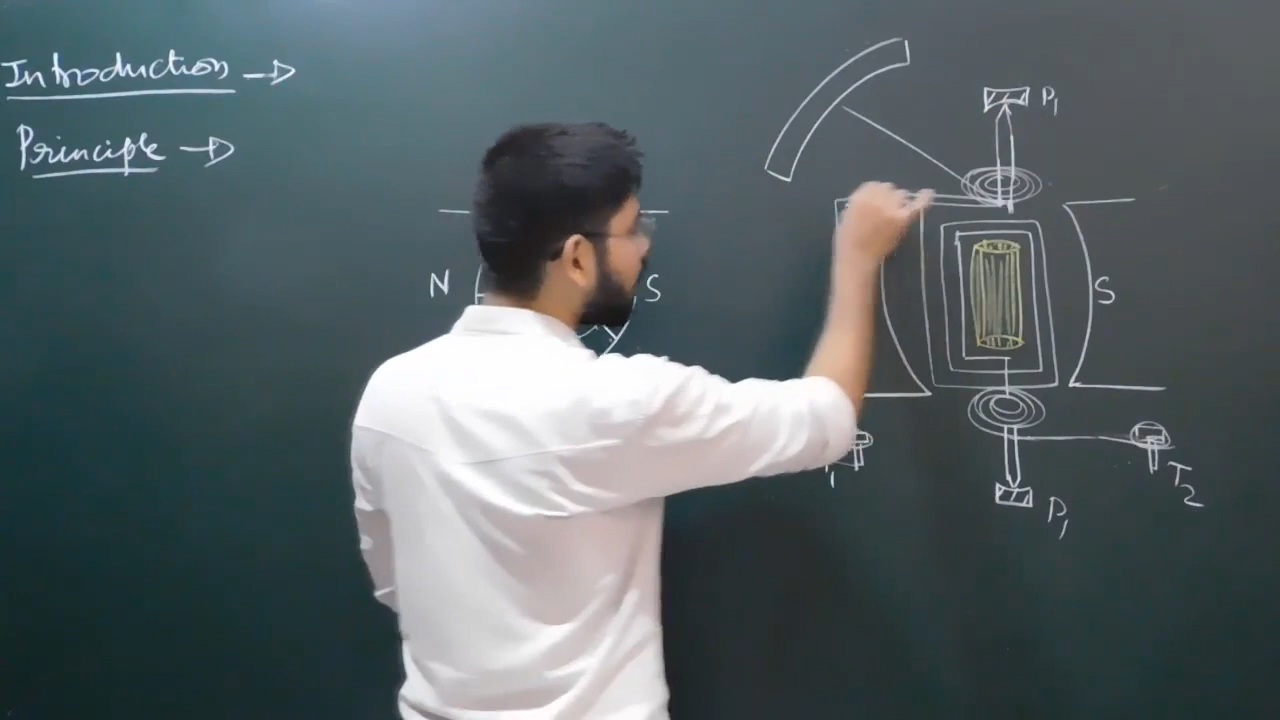 Introduction →
Principle →
N
S
P1
S
T2
P1